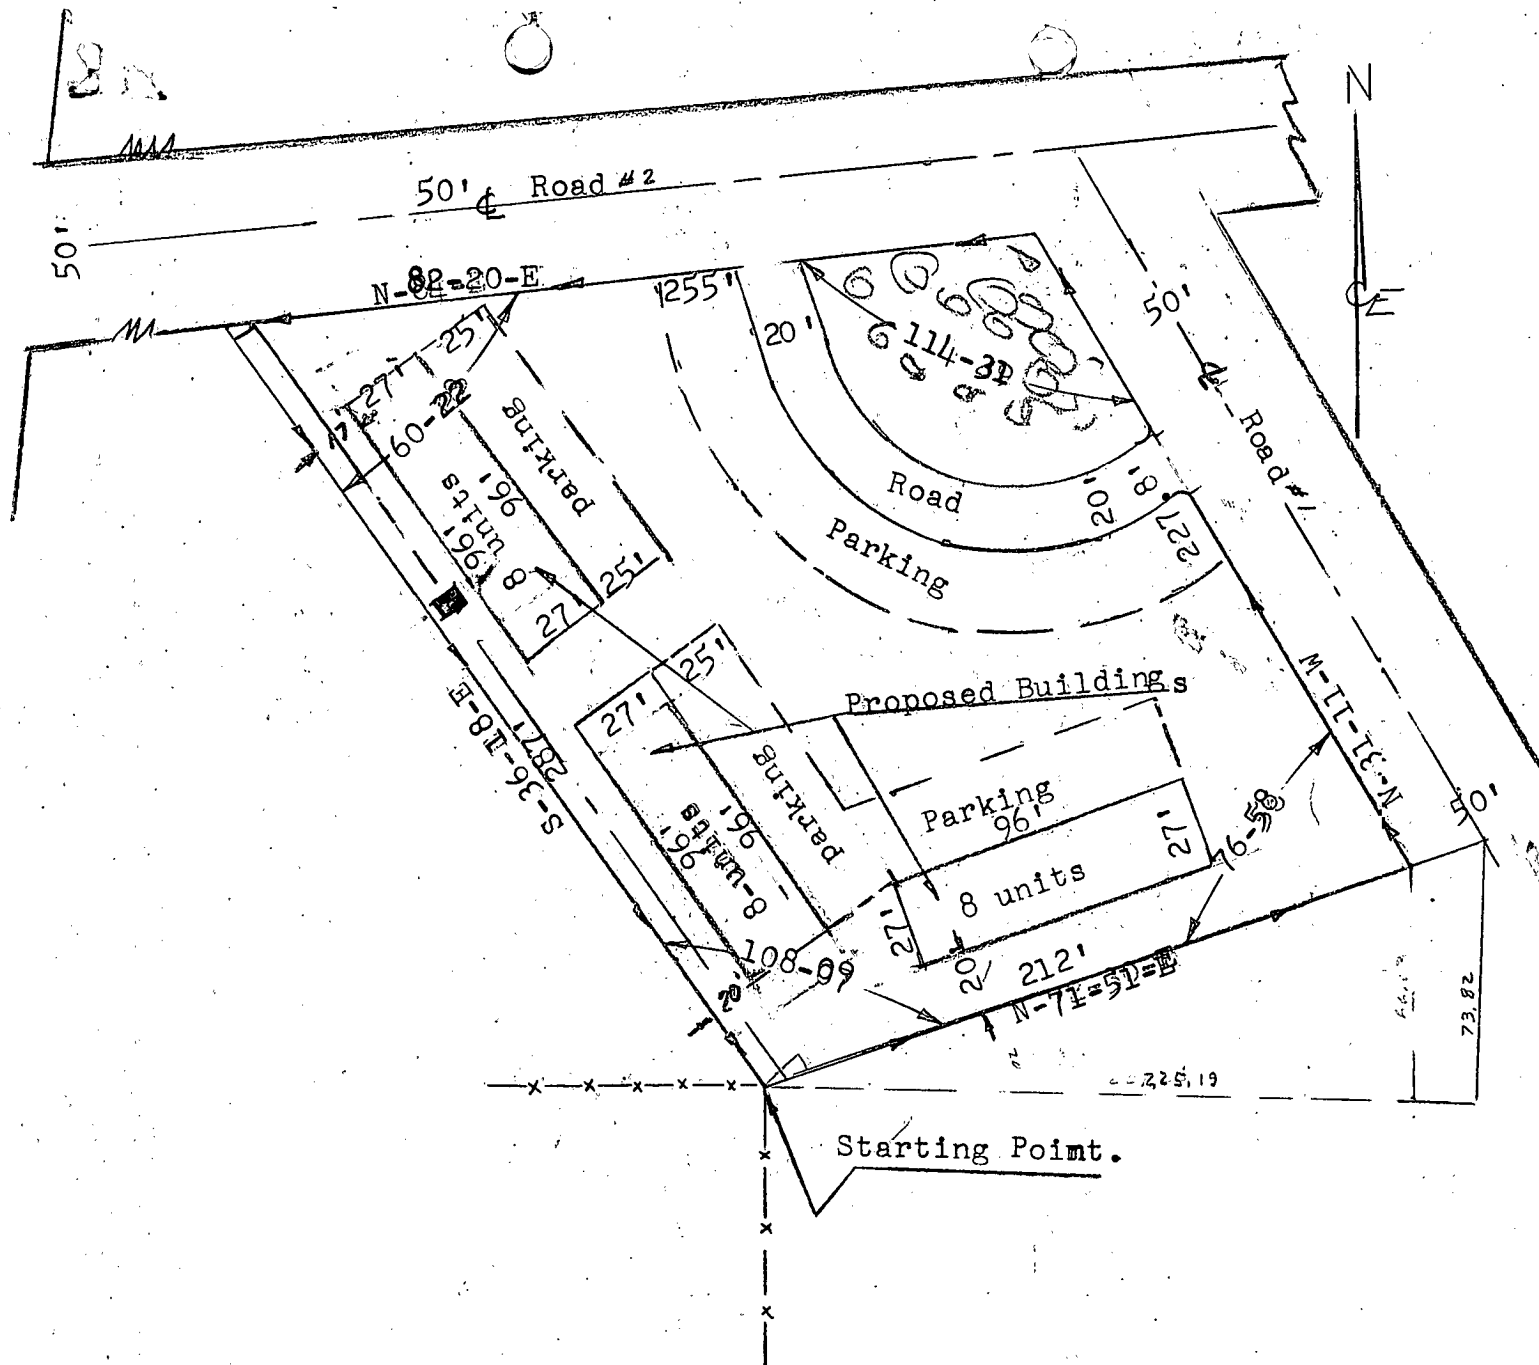 N
50' ℄ Road #2
50'
N-82-20-E
255'
50'
℄ Road #1
25'
27'
20'
114-31
60-22
parking
96'
8 units
96'
Road
20'
8'
227'
Parking
25'
27'
Proposed Buildings
25'
27'
parking
N-31-11-W
S-36-18-E
287'
Parking
96'
27'
76-58
50'
96'
8-units
96'
8 units
27'
20'
108-09
20'
212'
N-71-51-E
20
73.82
225.19
Starting Point.